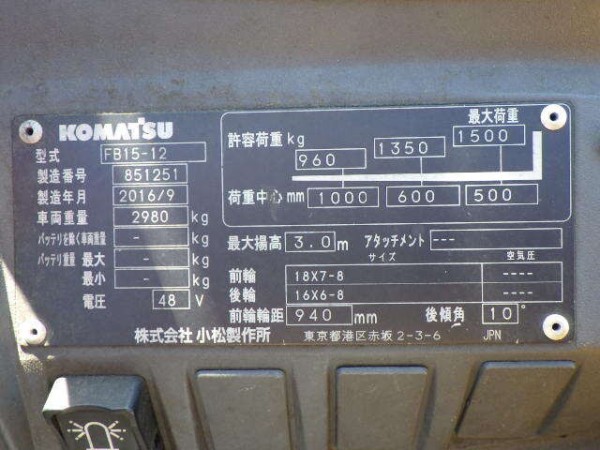 KOMATSU
型式 FB15-12
製造番号 851251
製造年月 2016/9
車両重量 2980 kg
バッテリを除く車両重量 - kg
バッテリ重量 最大 - kg
最小 - kg
電圧 48 V
最大荷重
許容荷重 kg 960 1350 1500
荷重中心 mm 1000 600 500
最大揚高 3.0 m アタッチメント ---
サイズ 空気圧
前輪 18X7-8 ----
後輪 16X6-8 ----
前輪輪距 940 mm 後傾角 10°
株式会社 小松製作所 東京都港区赤坂 2-3-6 JPN